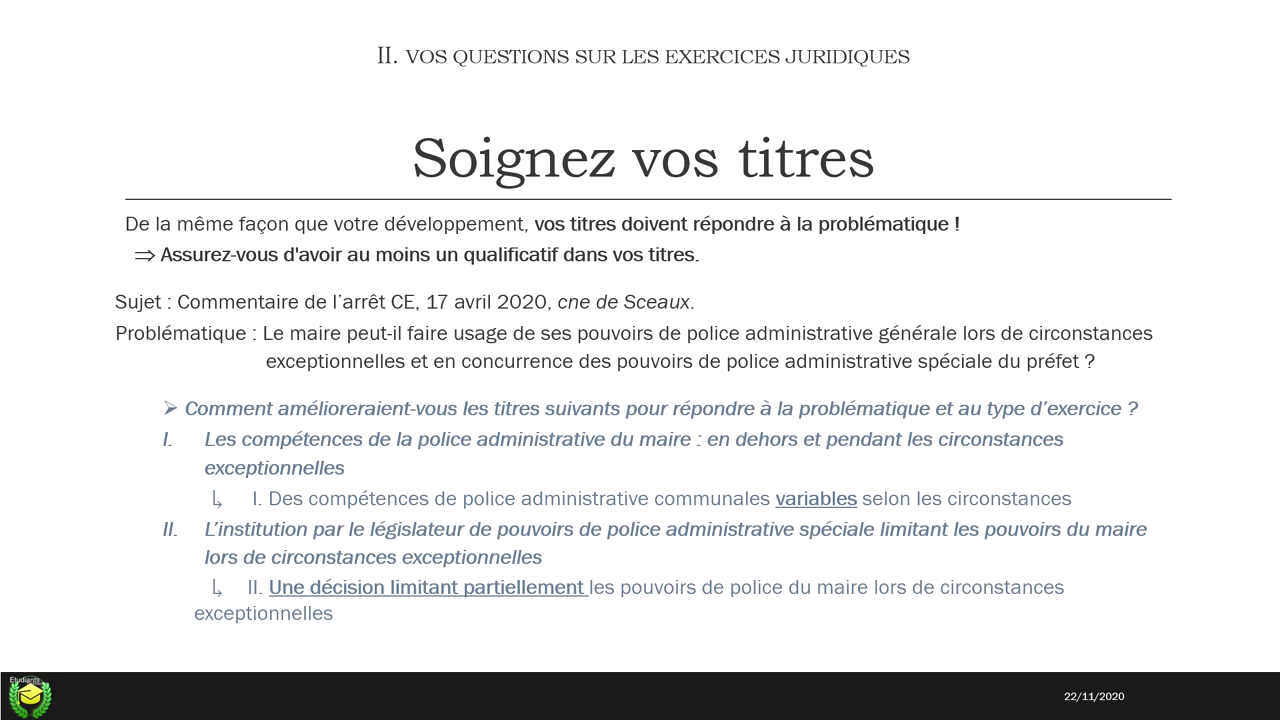 II. VOS QUESTIONS SUR LES EXERCICES JURIDIQUES
Soignez vos titres
De la même façon que votre développement, vos titres doivent répondre à la problématique !
⇒ Assurez-vous d'avoir au moins un qualificatif dans vos titres.
Sujet : Commentaire de l’arrêt CE, 17 avril 2020, cne de Sceaux.
Problématique : Le maire peut-il faire usage de ses pouvoirs de police administrative générale lors de circonstances
exceptionnelles et en concurrence des pouvoirs de police administrative spéciale du préfet ?
➢ Comment amélioreraient-vous les titres suivants pour répondre à la problématique et au type d’exercice ?
I. Les compétences de la police administrative du maire : en dehors et pendant les circonstances
exceptionnelles
↳ I. Des compétences de police administrative communales variables selon les circonstances
II. L’institution par le législateur de pouvoirs de police administrative spéciale limitant les pouvoirs du maire
lors de circonstances exceptionnelles
↳ II. Une décision limitant partiellement les pouvoirs de police du maire lors de circonstances
exceptionnelles
Etudiants
22/11/2020